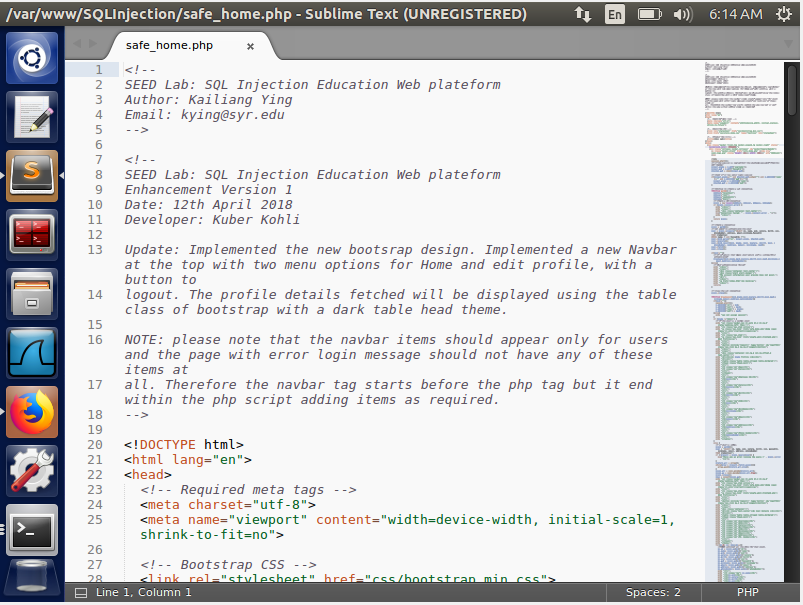 /var/www/SQLInjection/safe_home.php - Sublime Text (UNREGISTERED)
En
6:14 AM
safe_home.php ×
1 <!--
2 SEED Lab: SQL Injection Education Web plateform
3 Author: Kailiang Ying
4 Email: kying@syr.edu
5 -->
6
7 <!--
8 SEED Lab: SQL Injection Education Web plateform
9 Enhancement Version 1
10 Date: 12th April 2018
11 Developer: Kuber Kohli
12
13 Update: Implemented the new bootsrap design. Implemented a new Navbar
at the top with two menu options for Home and edit profile, with a
button to
14 logout. The profile details fetched will be displayed using the table
class of bootstrap with a dark table head theme.
15
16 NOTE: please note that the navbar items should appear only for users
and the page with error login message should not have any of these
items at
17 all. Therefore the navbar tag starts before the php tag but it end
within the php script adding items as required.
18 -->
19
20 <!DOCTYPE html>
21 <html lang="en">
22 <head>
23 <!-- Required meta tags -->
24 <meta charset="utf-8">
25 <meta name="viewport" content="width=device-width, initial-scale=1,
shrink-to-fit=no">
26
27 <!-- Bootstrap CSS -->
28 <link rel="stylesheet" href="css/bootstrap.min.css">
Line 1, Column 1
Spaces: 2
PHP